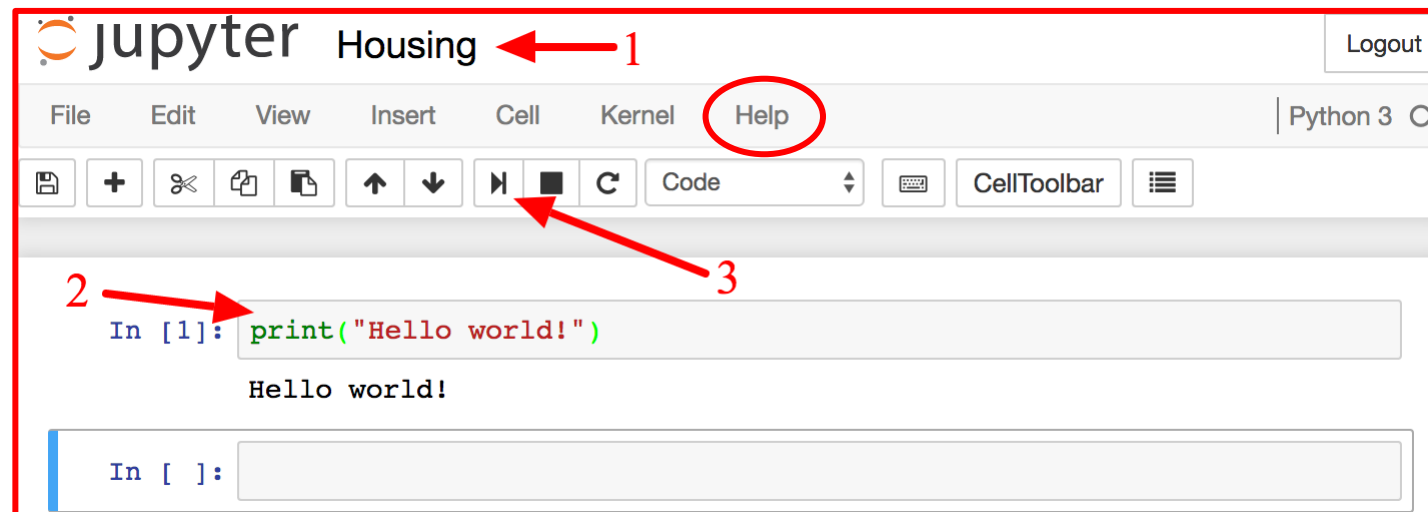 jupyter Housing 1 Logout
File Edit View Insert Cell Kernel Help Python 3
Code CellToolbar
3
2
In [1]: print("Hello world!")
Hello world!
In [ ]: